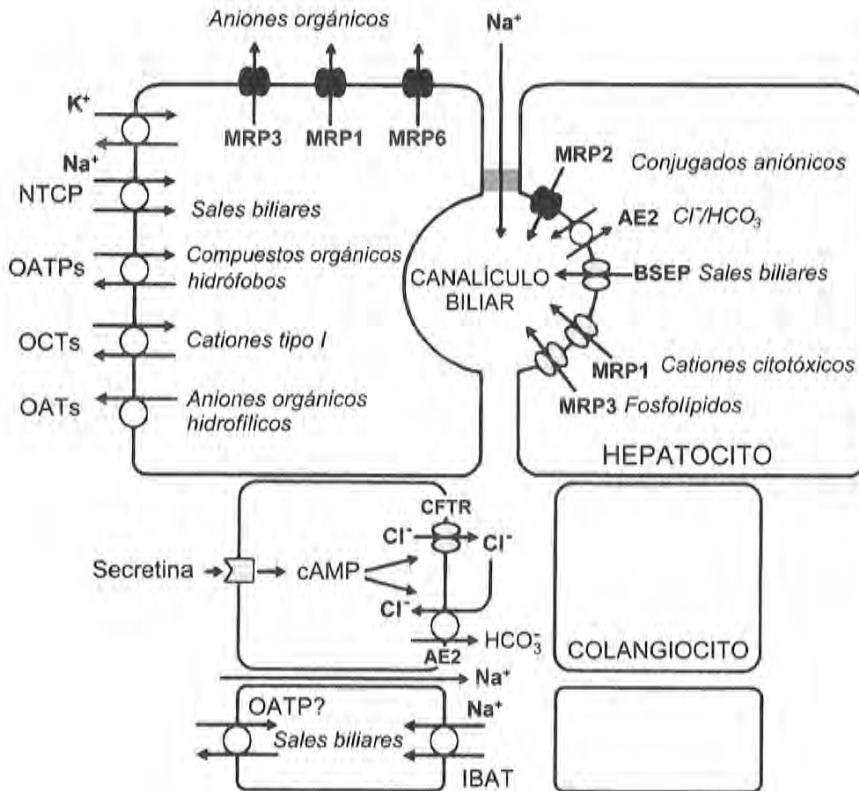 Aniones orgánicos
Na⁺
K⁺
MRP3
MRP1
MRP6
Na⁺
NTCP
Sales biliares
OATPs
Compuestos orgánicos
hidrófobos
OCTs
Cationes tipo I
OATs
Aniones orgánicos
hidrofílicos
MRP2
Conjugados aniónicos
AE2
Cl⁻/HCO₃
CANALÍCULO
BILIAR
BSEP
Sales biliares
MRP1
Cationes citotóxicos
MRP3
Fosfolípidos
HEPATOCITO
CFTR
Cl⁻
Cl⁻
Secretina
cAMP
Cl⁻
HCO₃⁻
AE2
COLANGIOCITO
Na⁺
OATP?
Na⁺
Sales biliares
IBAT